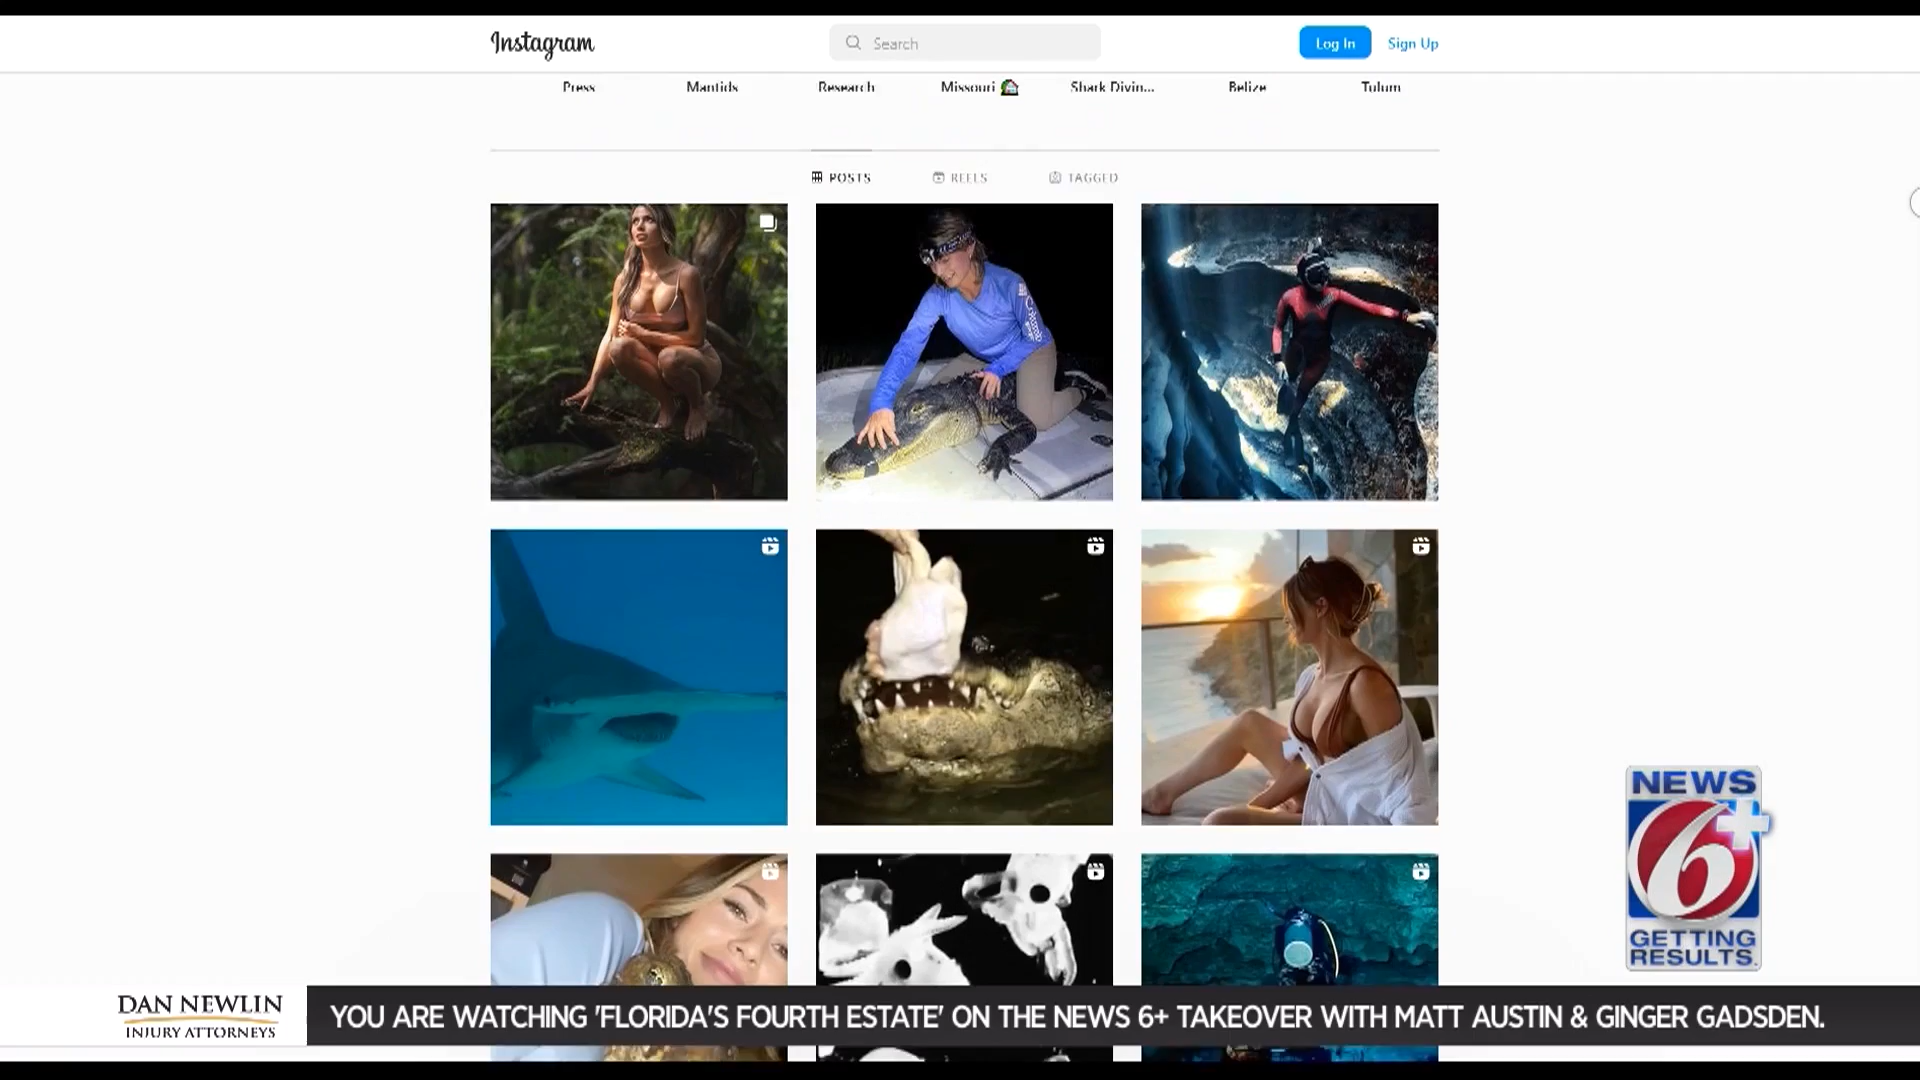 Instagram
Search
Log In
Sign Up
Press
Mantids
Research
Missouri
Shark Divin...
Belize
Tulum
POSTS
REELS
TAGGED
Columbia
NEWS
6+
GETTING
RESULTS.
DAN NEWLIN
INJURY ATTORNEYS
YOU ARE WATCHING 'FLORIDA'S FOURTH ESTATE' ON THE NEWS 6+ TAKEOVER WITH MATT AUSTIN & GINGER GADSDEN.